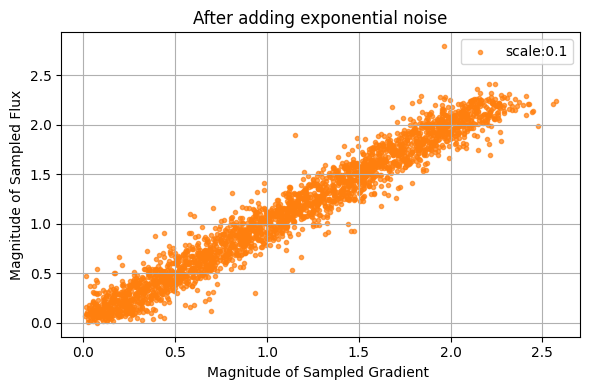 After adding exponential noise
scale:0.1
Magnitude of Sampled Flux
2.5
2.0
1.5
1.0
0.5
0.0
0.0 0.5 1.0 1.5 2.0 2.5
Magnitude of Sampled Gradient